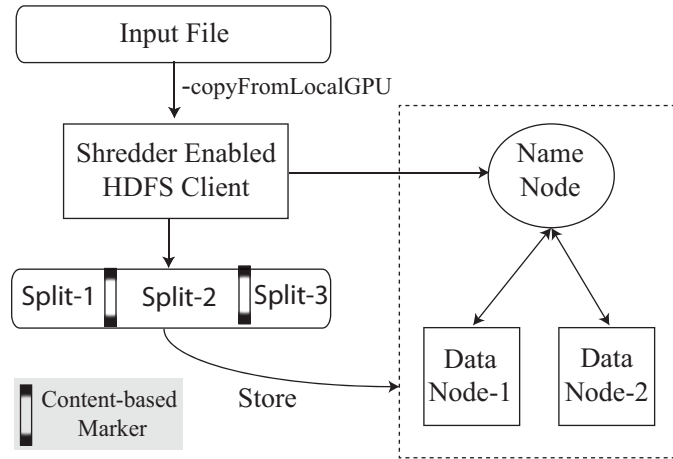 Input File
-copyFromLocalGPU
Shredder Enabled
HDFS Client
Name
Node
Split-1
Split-2
Split-3
Data
Node-1
Data
Node-2
Store
Content-based
Marker